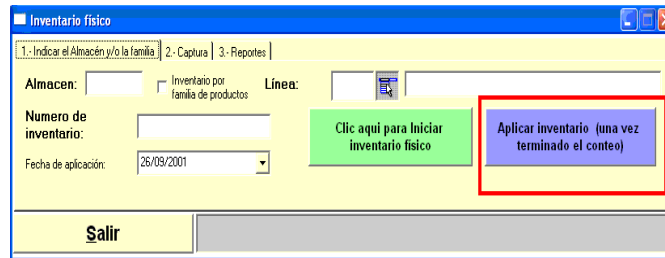 Inventario físico
1.- Indicar el Almacén y/o la familia
2.- Captura
3.- Reportes
Almacen:
Inventario por
familia de productos
Línea:
Numero de
inventario:
Clic aqui para Iniciar
inventario físico
Aplicar inventario (una vez
terminado el conteo)
Fecha de aplicación:
26/09/2001
Salir